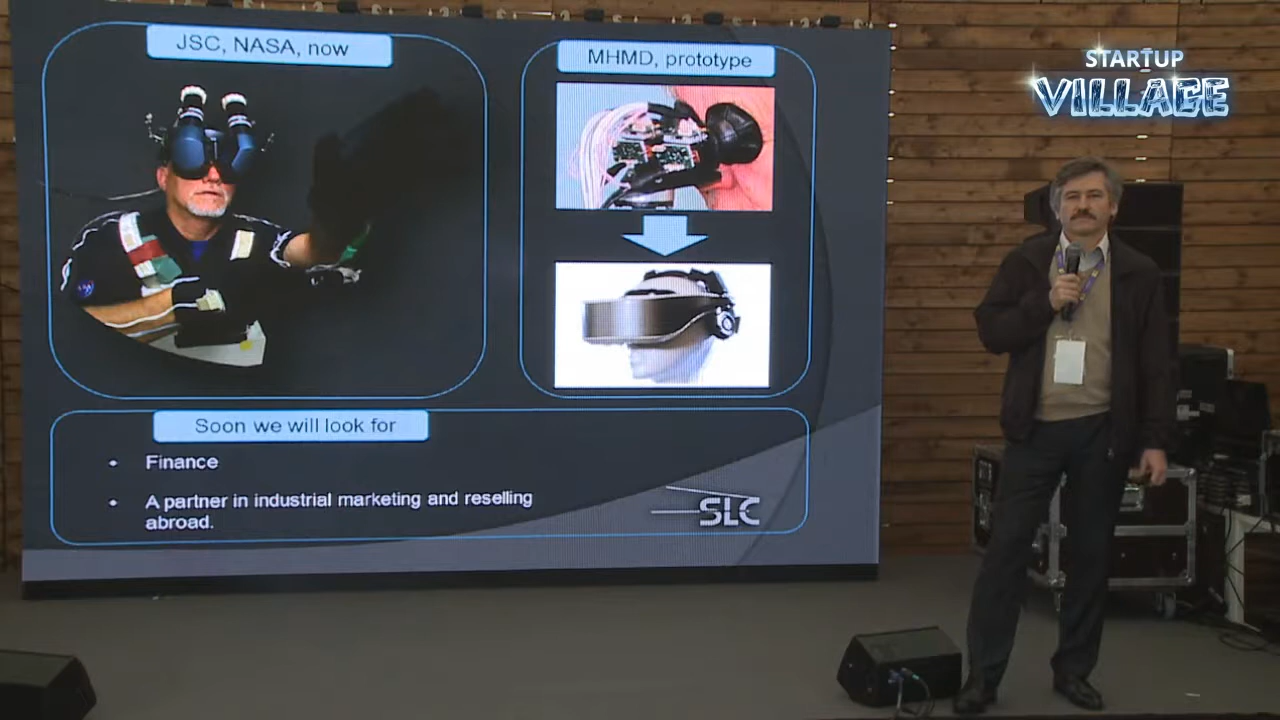 JSC, NASA, now
MHMD, prototype
STARTUP
VILLAGE
Soon we will look for
• Finance
• A partner in industrial marketing and reselling
abroad.
SLC